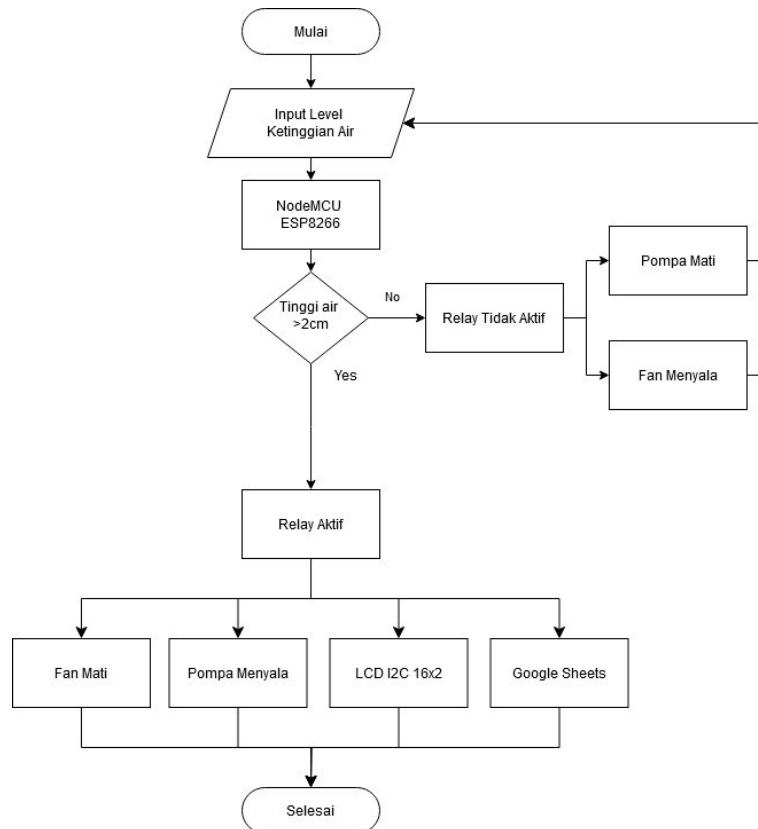 Mulai
Input Level
Ketinggian Air
NodeMCU
ESP8266
Tinggi air
>2cm
No
Relay Tidak Aktif
Pompa Mati
Fan Menyala
Yes
Relay Aktif
Fan Mati
Pompa Menyala
LCD I2C 16x2
Google Sheets
Selesai